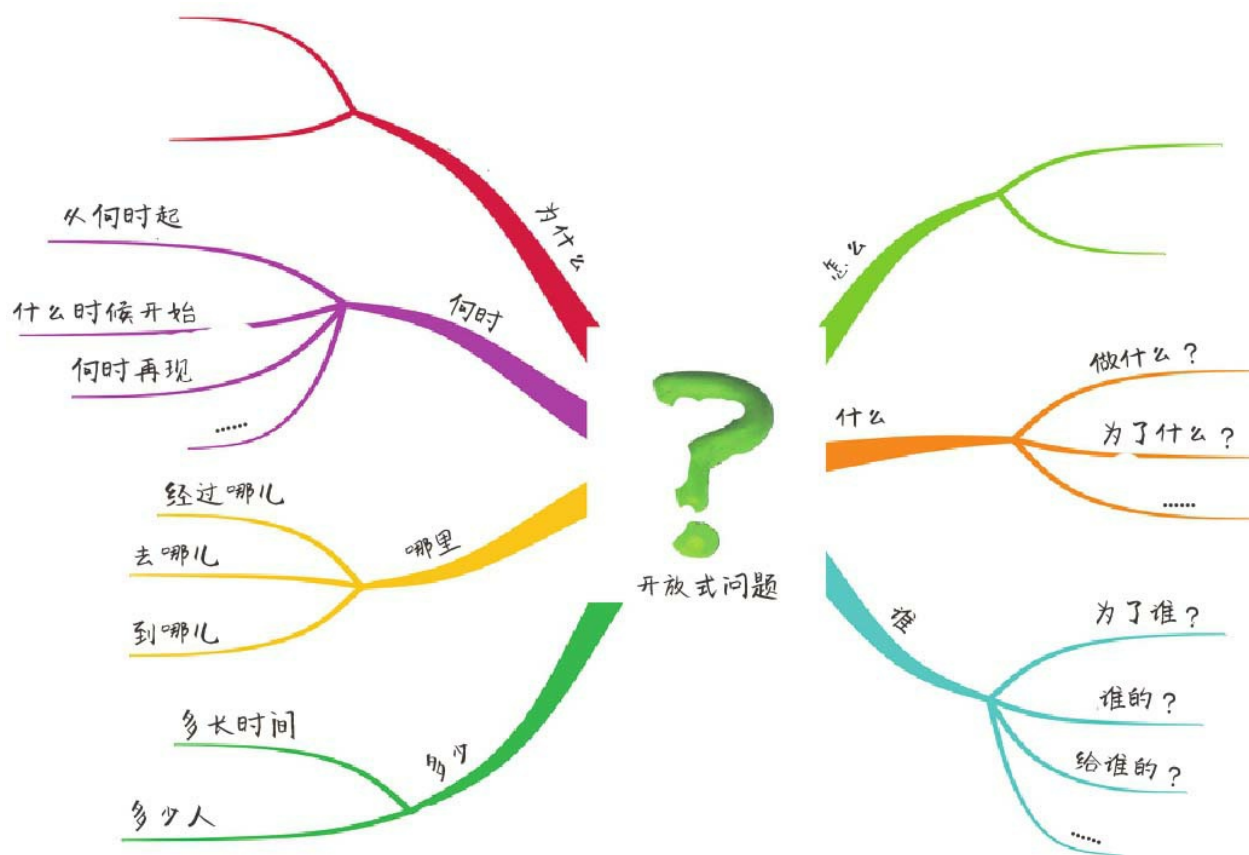 为什么
从何时起
什么时候开始
何时再现
......
何时
经过哪儿
去哪儿
到哪儿
哪里
多长时间
多少人
多少
开放式问题
怎么
什么
做什么？
为了什么？
......
谁
为了谁？
谁的？
给谁的？
......